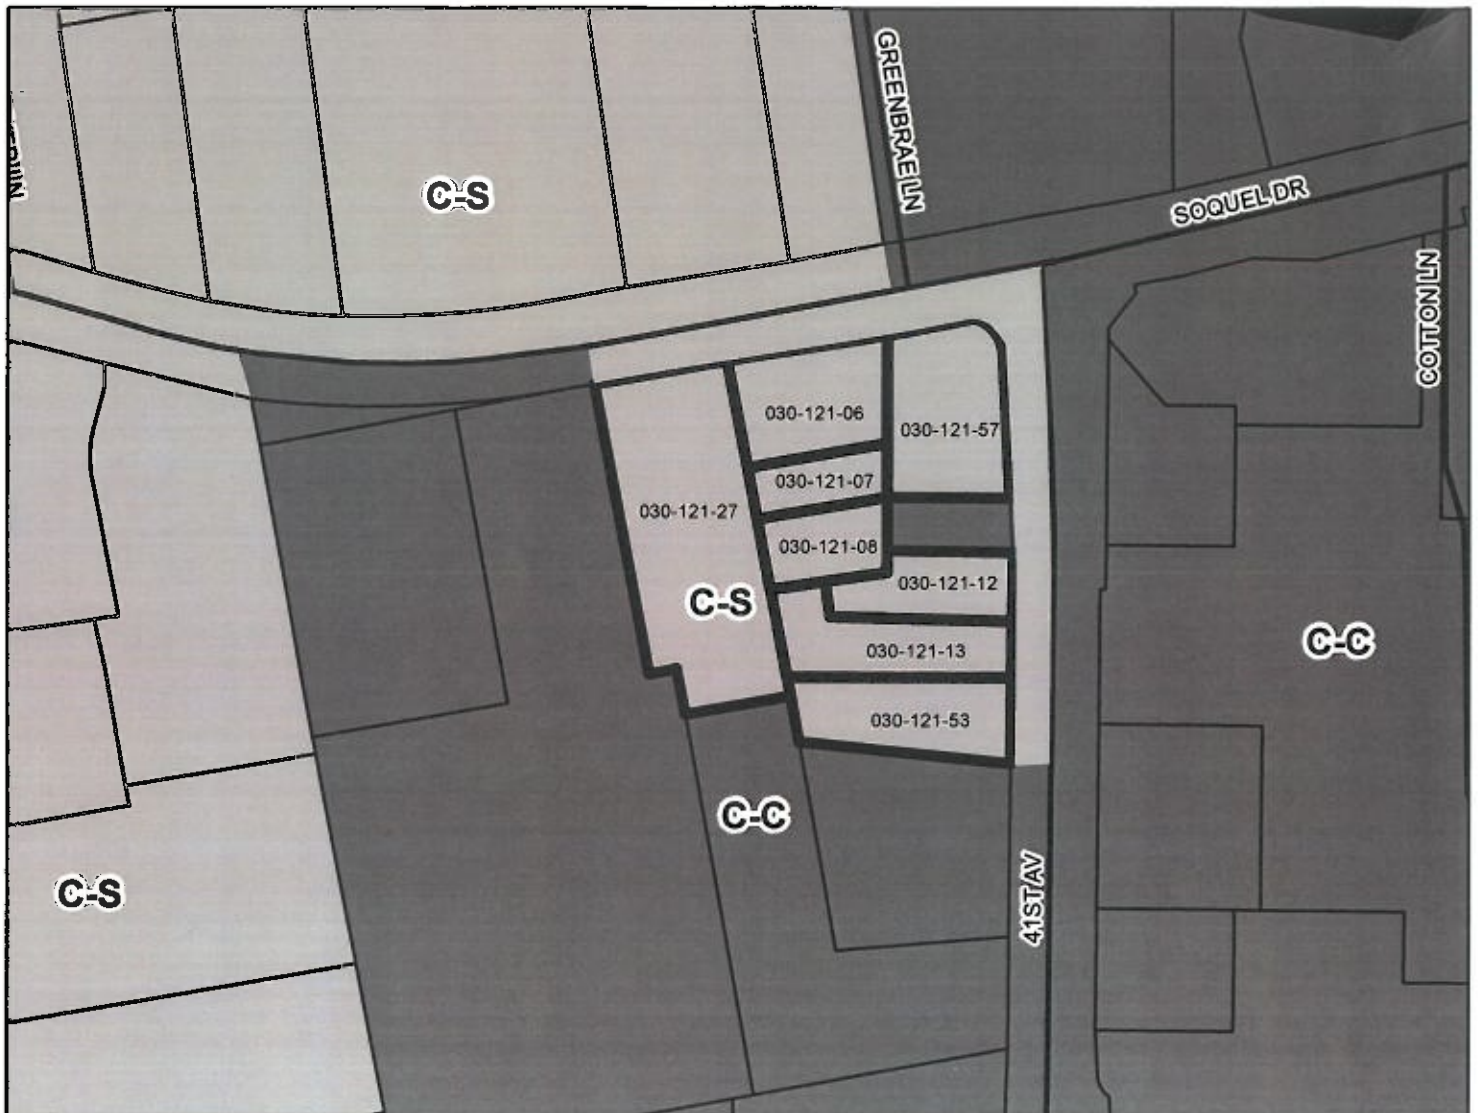 GREENBRAE LN
C-S
SOQUEL DR
COTTON LN
030-121-06
030-121-57
030-121-07
030-121-27
030-121-08
030-121-12
C-S
030-121-13
C-C
030-121-53
C-C
C-S
41ST AV